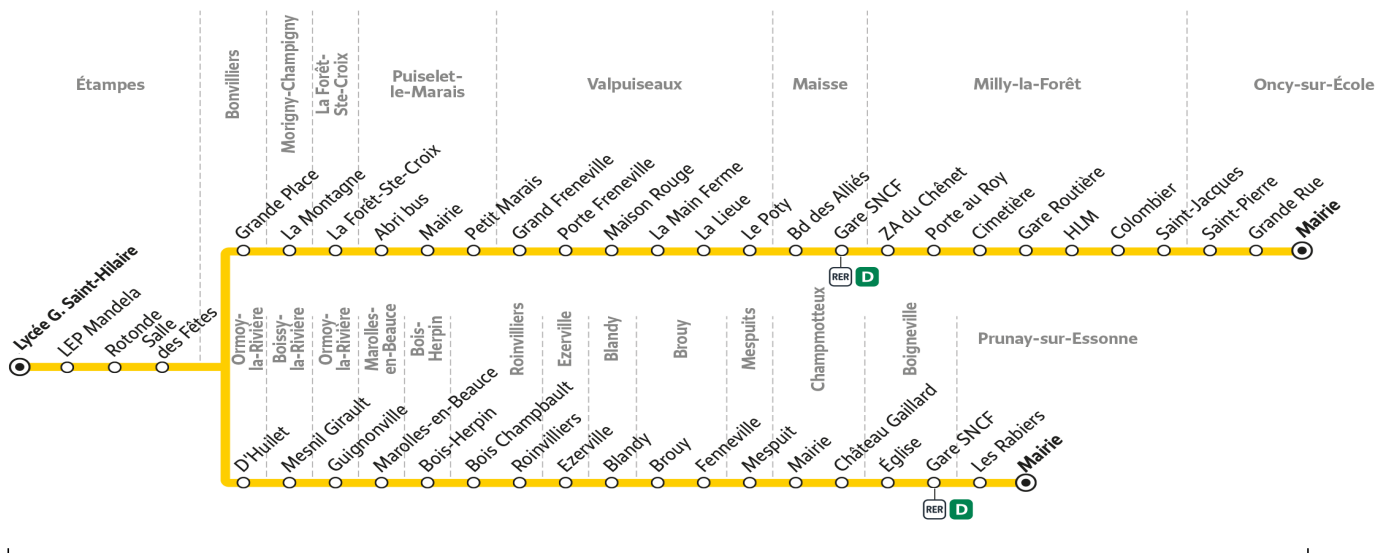 Étampes
Bonvilliers
Morigny-Champigny
La Forêt-
Ste-Croix
Puiselet-
le-Marais
Valpuiseaux
Maisse
Milly-la-Forêt
Oncy-sur-École
Grande Place
La Montagne
La Forêt-Ste-Croix
Abri bus
Mairie
Petit Marais
Grand Freneville
Porte Freneville
Maison Rouge
La Main Ferme
La Lieue
Le Poty
Bd des Alliés
Gare SNCF
ZA du Chênet
Porte au Roy
Cimetière
Gare Routière
HLM
Colombier
Saint-Jacques
Saint-Pierre
Grande Rue
Mairie
RER D
Lycée G. Saint-Hilaire
LEP Mandela
Rotonde
Salle
des Fêtes
Ormoy-
la-Rivière
Boissy-
la-Rivière
Ormoy-
la-Rivière
Marolles-
en-Beauce
Bois-
Herpin
Roinvilliers
Ezerville
Blandy
Brouy
Mespuits
Champmotteux
Boigneville
Prunay-sur-Essonne
D'Huilet
Mesnil Girault
Guignonville
Marolles-en-Beauce
Bois-Herpin
Bois Champbault
Roinvilliers
Ezerville
Blandy
Brouy
Fenneville
Mespuit
Mairie
Château Gaillard
Église
Gare SNCF
Les Rabiers
Mairie
RER D